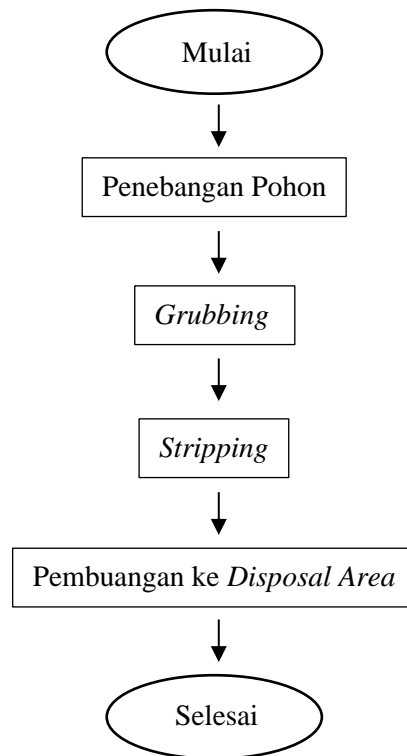 Mulai
Penebangan Pohon
Grubbing
Stripping
Pembuangan ke Disposal Area
Selesai